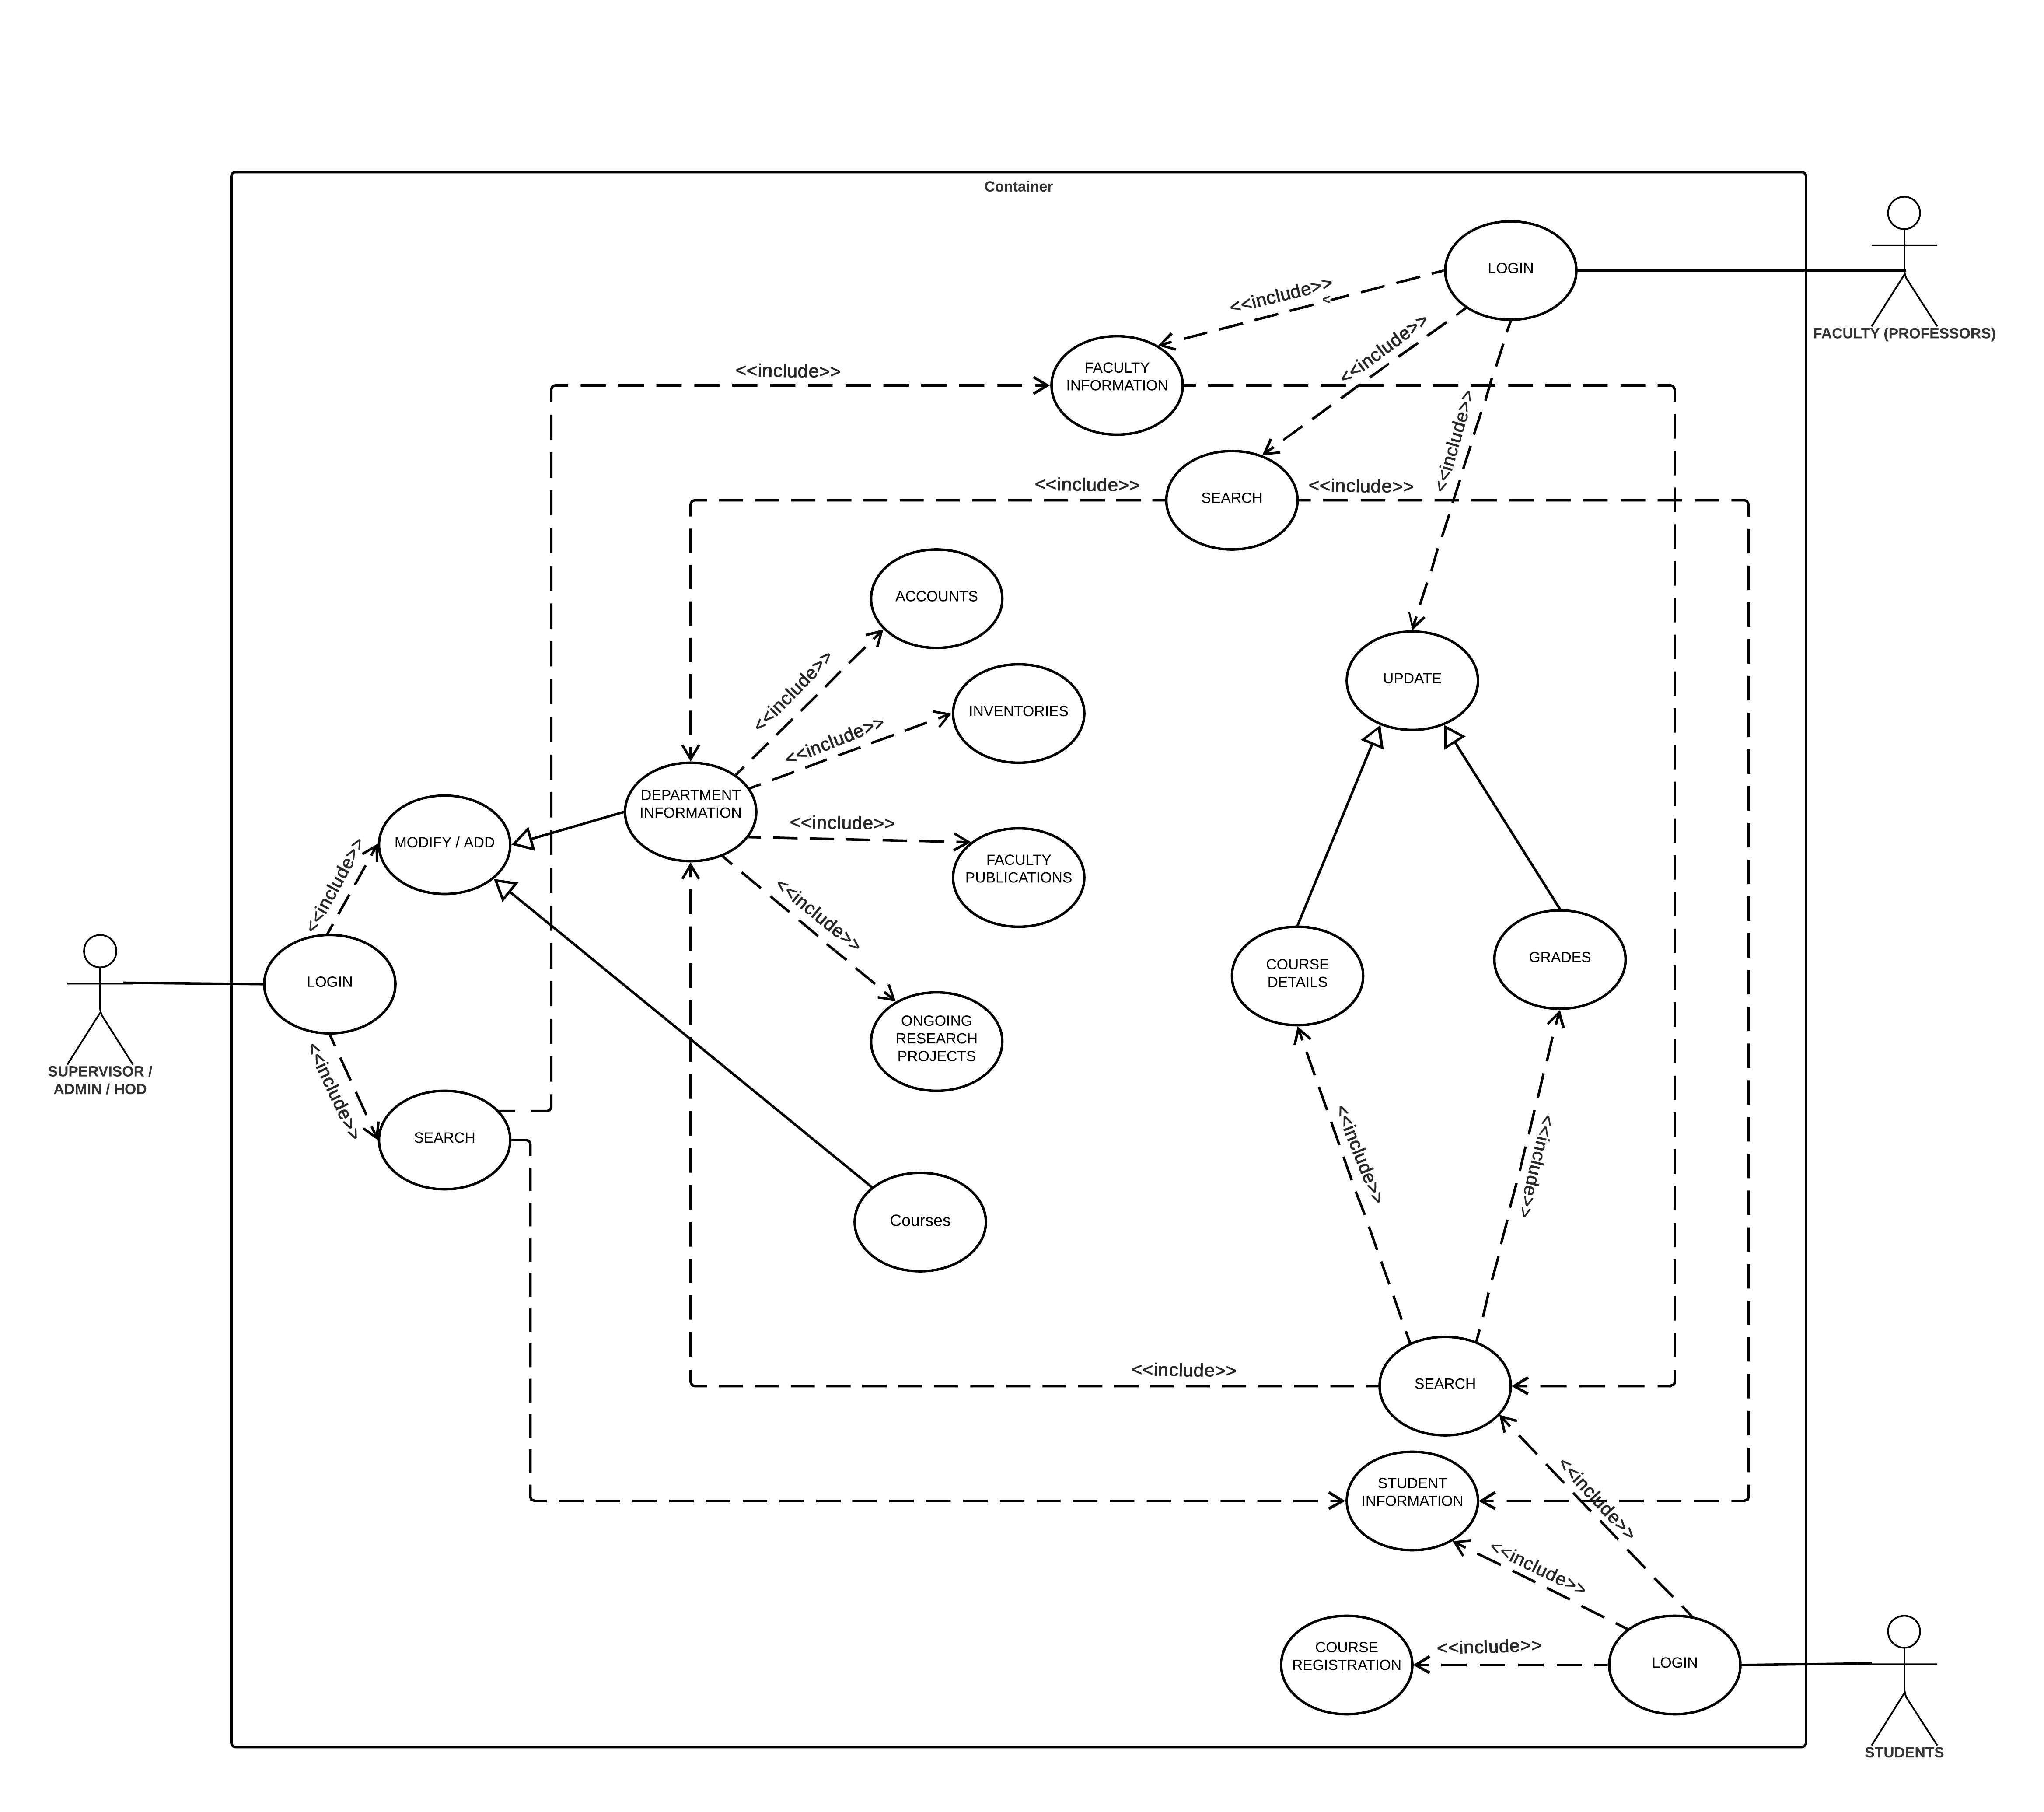 Container
LOGIN
FACULTY (PROFESSORS)
<<include>>
<
<<include>>
<<include>>
FACULTY
INFORMATION
<<include>>
<<include>>
<<include>>
SEARCH
<<include>>
ACCOUNTS
<<include>>
UPDATE
INVENTORIES
<<include>>
DEPARTMENT
INFORMATION
<<include>>
MODIFY / ADD
FACULTY
PUBLICATIONS
<<include>>
<<include>>
COURSE
DETAILS
GRADES
LOGIN
ONGOING
RESEARCH
PROJECTS
SUPERVISOR /
ADMIN / HOD
<<include>>
SEARCH
<<include>>
<<include>>
Courses
<<include>>
SEARCH
STUDENT
INFORMATION
<<include>>
<<include>>
COURSE
REGISTRATION
<<include>>
LOGIN
STUDENTS